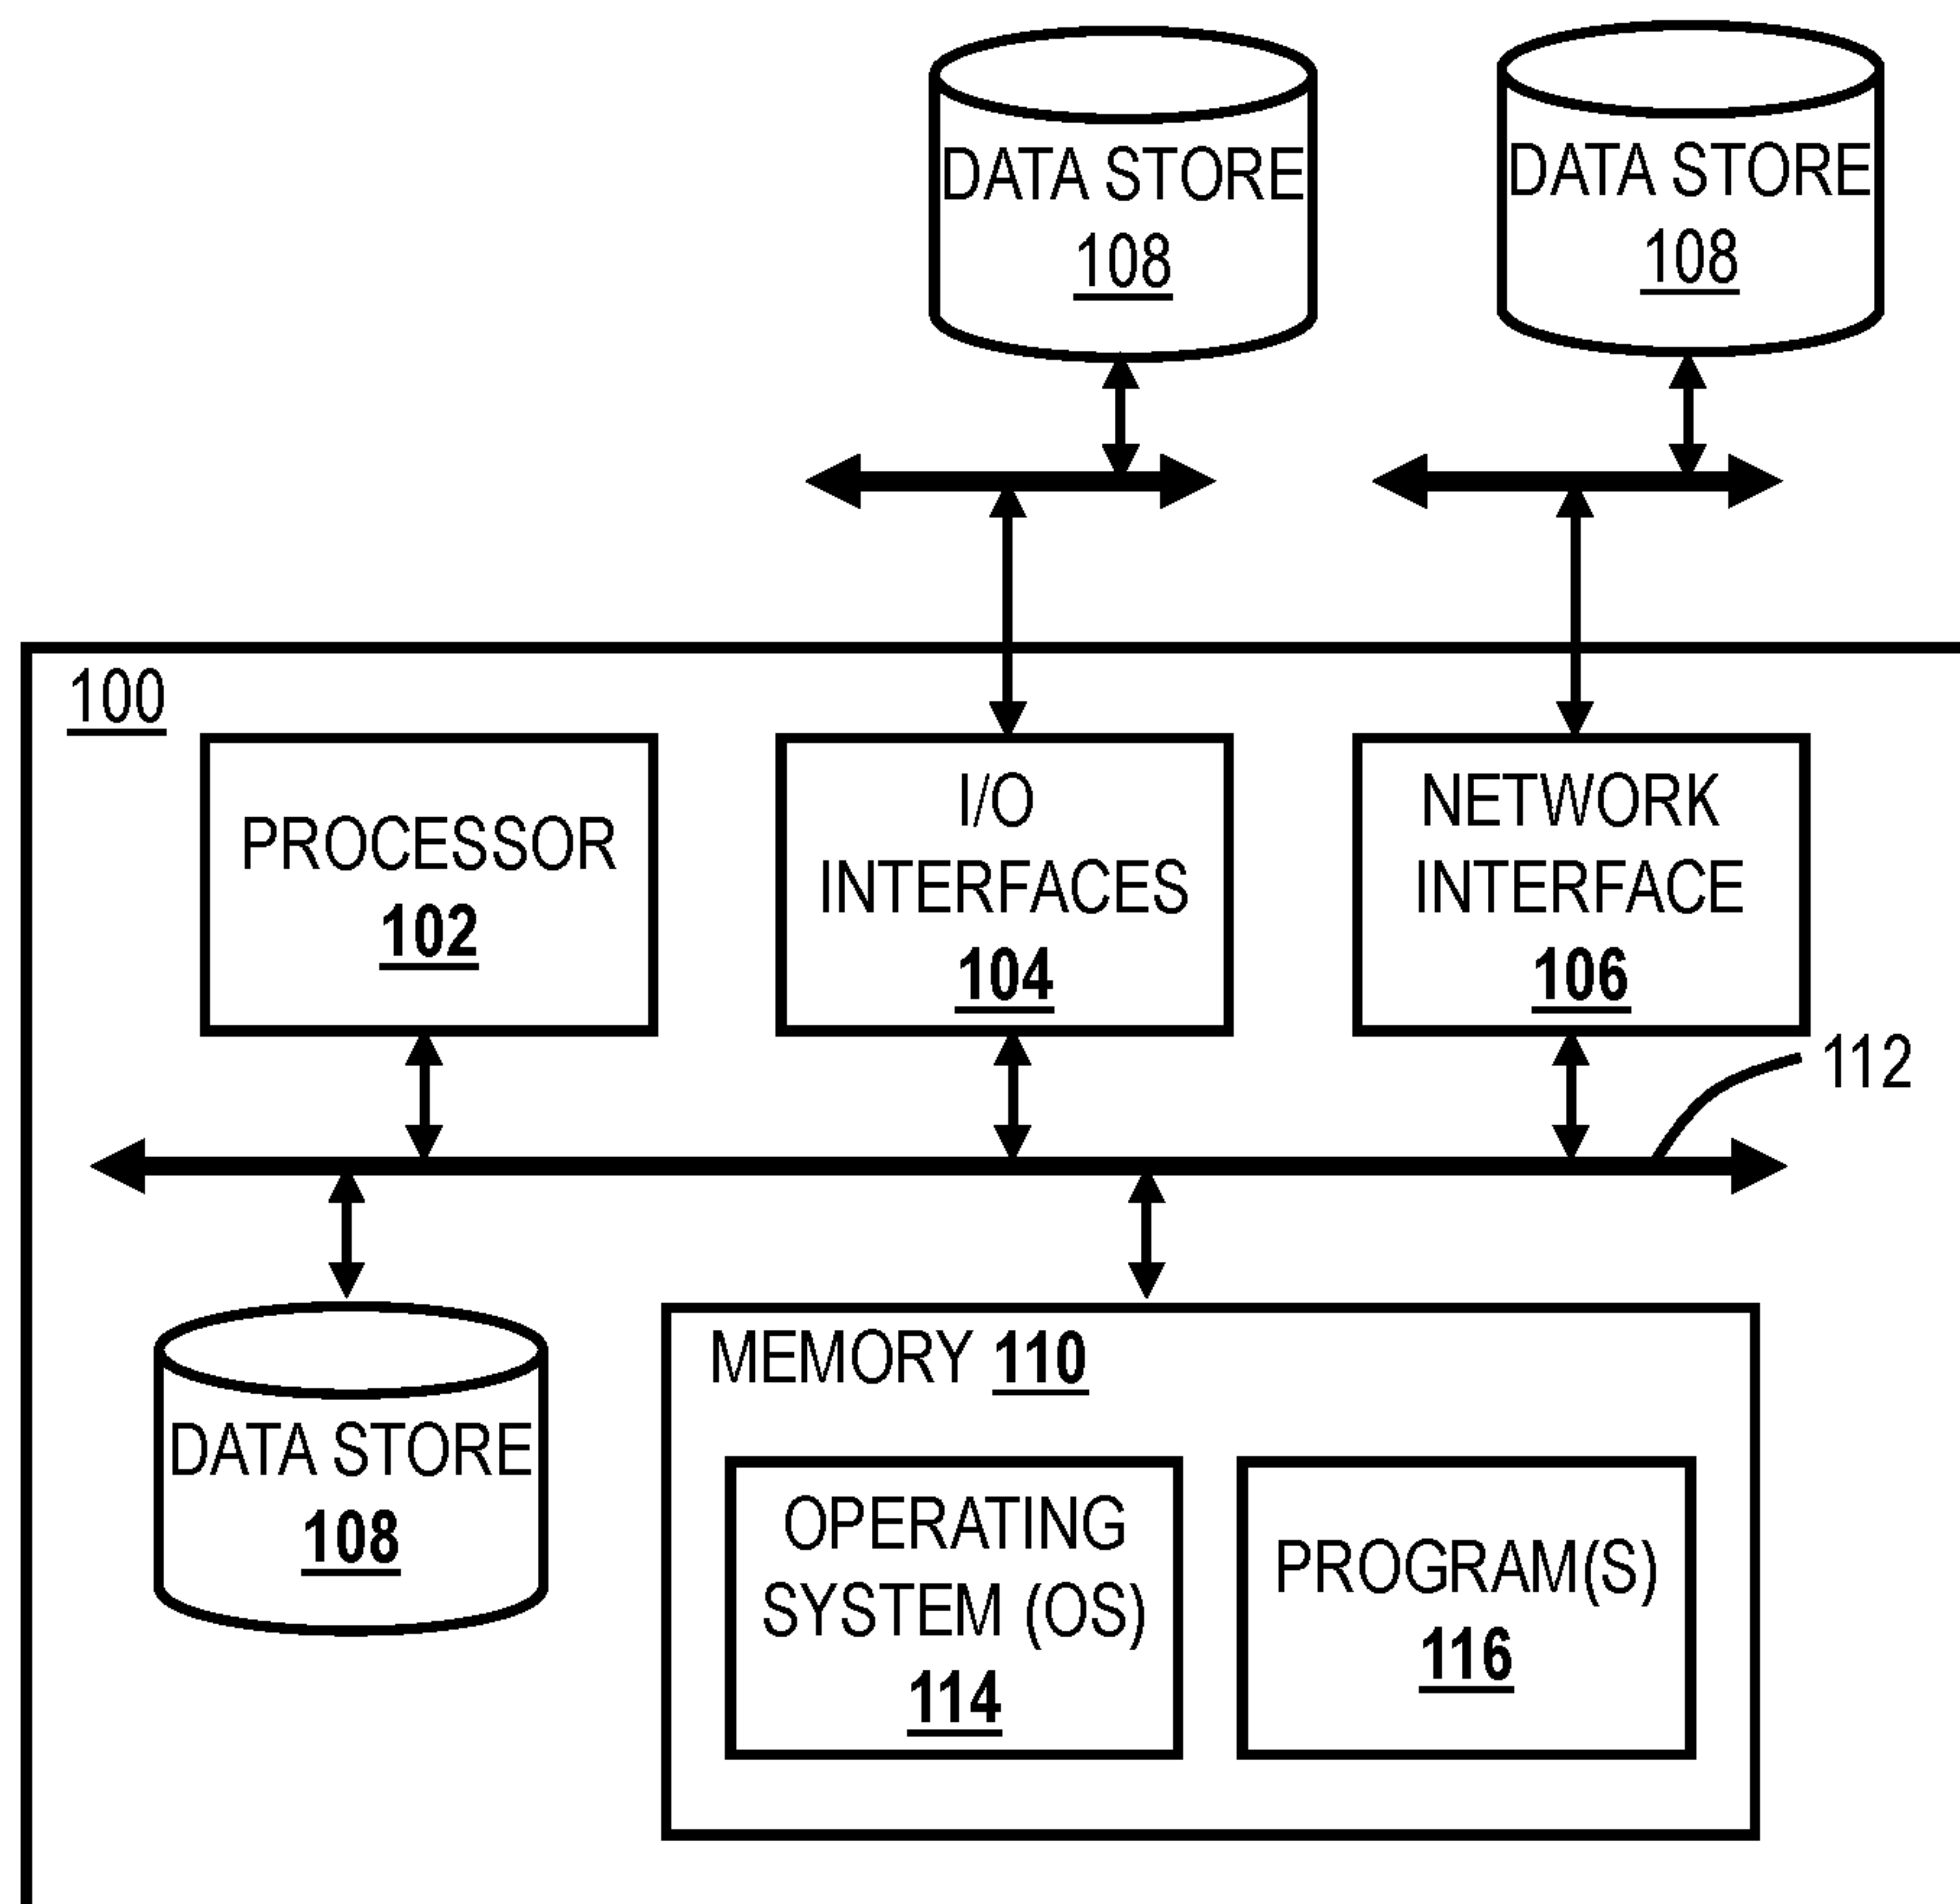 DATA STORE
108
DATA STORE
108
100
PROCESSOR
102
I/O
INTERFACES
104
NETWORK
INTERFACE
106
112
DATA STORE
108
MEMORY 110
OPERATING
SYSTEM (OS)
114
PROGRAM(S)
116